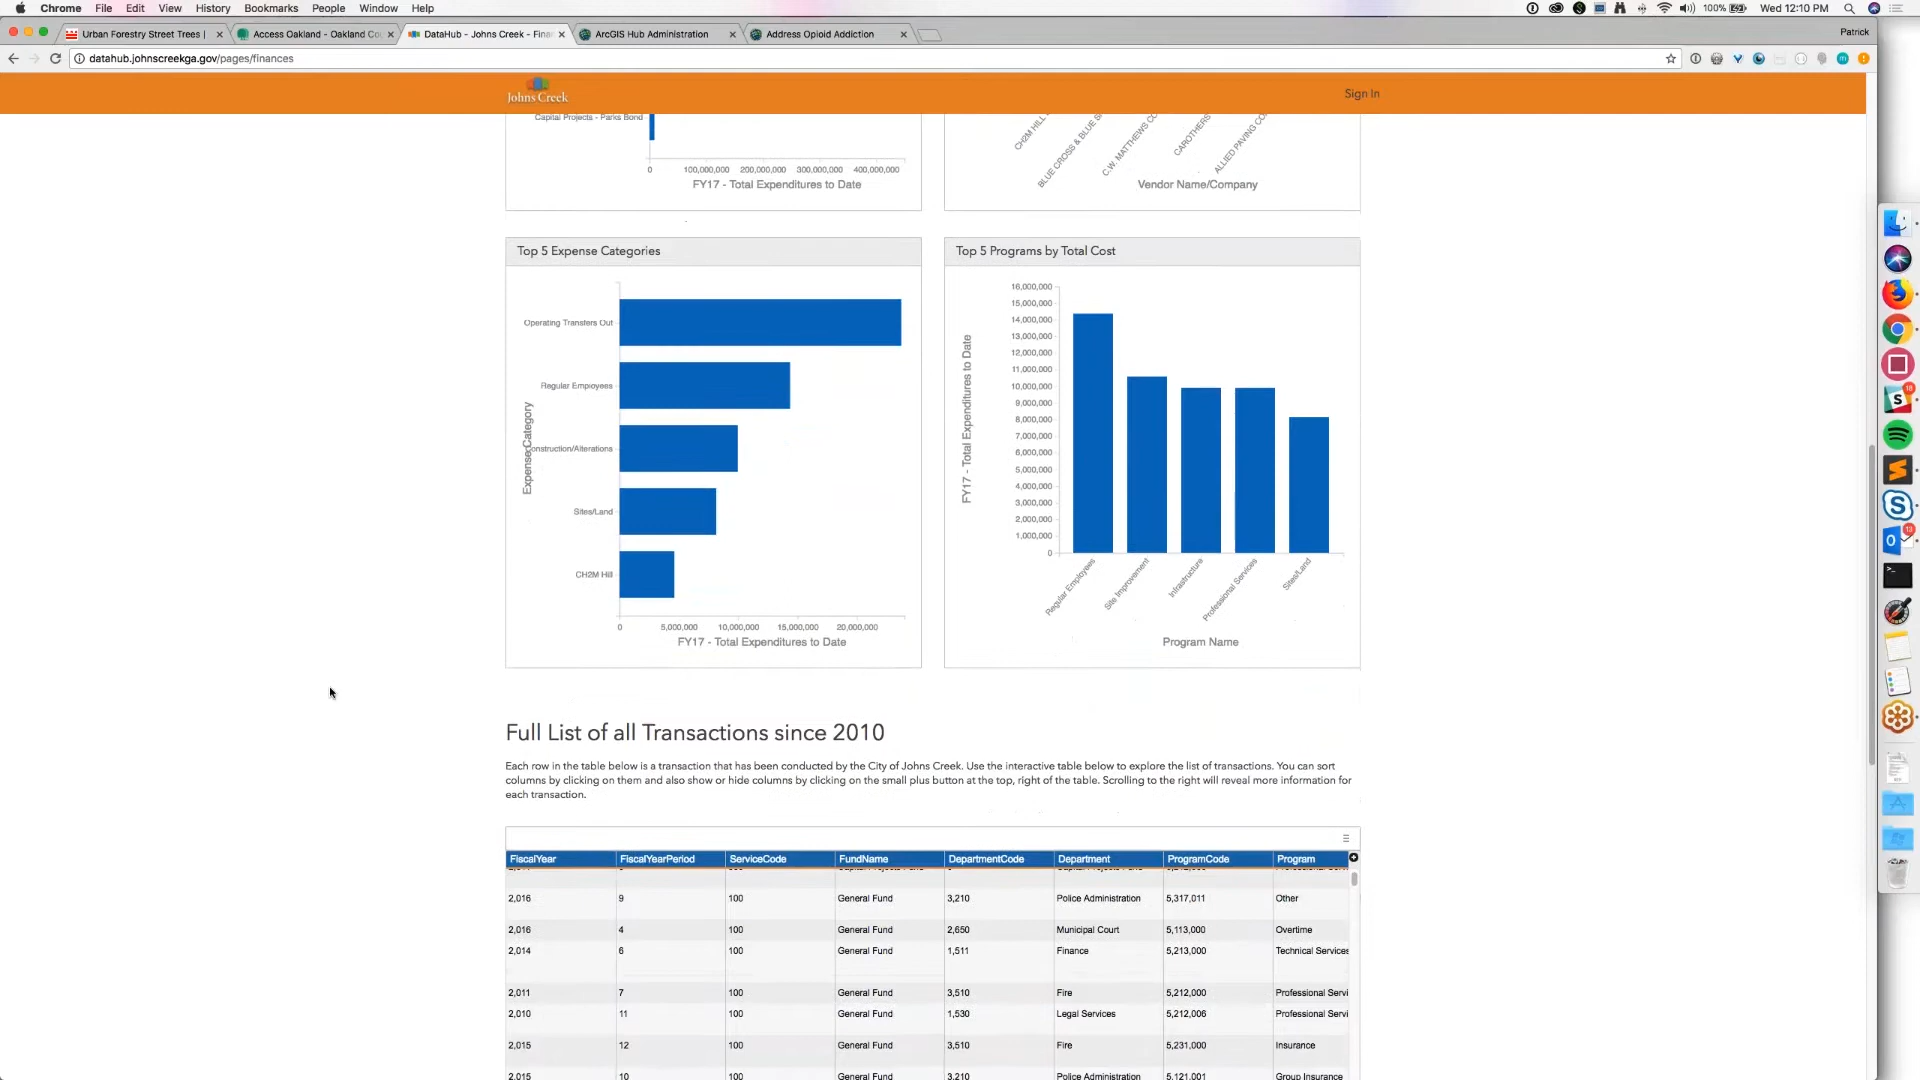 Chrome File Edit View History Bookmarks People Window Help 100% Wed 12:10 PM
Urban Forestry Street Trees | Access Oakland - Oakland Co DataHub - Johns Creek - Fina ArcGIS Hub Administration Address Opioid Addiction Patrick
datahub.johnscreekga.gov/pages/finances
Johns Creek Sign In
Capital Projects - Parks Bond
0 100,000,000 200,000,000 300,000,000 400,000,000
FY17 - Total Expenditures to Date
CH2M HILL
BLUE CROSS & BLUE S
C.W. MATTHEWS CO
CAROTHERS
ALLIED PAVING CO
Vendor Name/Company
Top 5 Expense Categories
Expense Category
Operating Transfers Out
Regular Employees
onstruction/Alterations
Sites/Land
CH2M Hill
0 5,000,000 10,000,000 15,000,000 20,000,000
FY17 - Total Expenditures to Date
Top 5 Programs by Total Cost
FY17 - Total Expenditures to Date
16,000,000
15,000,000
14,000,000
13,000,000
12,000,000
11,000,000
10,000,000
9,000,000
8,000,000
7,000,000
6,000,000
5,000,000
4,000,000
3,000,000
2,000,000
1,000,000
0
Regular Employees
Site Improvement
Infrastructure
Professional Services
Sites/Land
Program Name
Full List of all Transactions since 2010
Each row in the table below is a transaction that has been conducted by the City of Johns Creek. Use the interactive table below to explore the list of transactions. You can sort
columns by clicking on them and also show or hide columns by clicking on the small plus button at the top, right of the table. Scrolling to the right will reveal more information for
each transaction.
FiscalYear FiscalYearPeriod ServiceCode FundName DepartmentCode Department ProgramCode Program
2,016 9 100 General Fund 3,210 Police Administration 5,317,011 Other
2,016 4 100 General Fund 2,650 Municipal Court 5,113,000 Overtime
2,014 6 100 General Fund 1,511 Finance 5,213,000 Technical Services
2,011 7 100 General Fund 3,510 Fire 5,212,000 Professional Servi
2,010 11 100 General Fund 1,530 Legal Services 5,212,006 Professional Servi
2,015 12 100 General Fund 3,510 Fire 5,231,000 Insurance
2,015 10 100 General Fund 3,210 Police Administration 5,121,001 Group Insurance
18
13